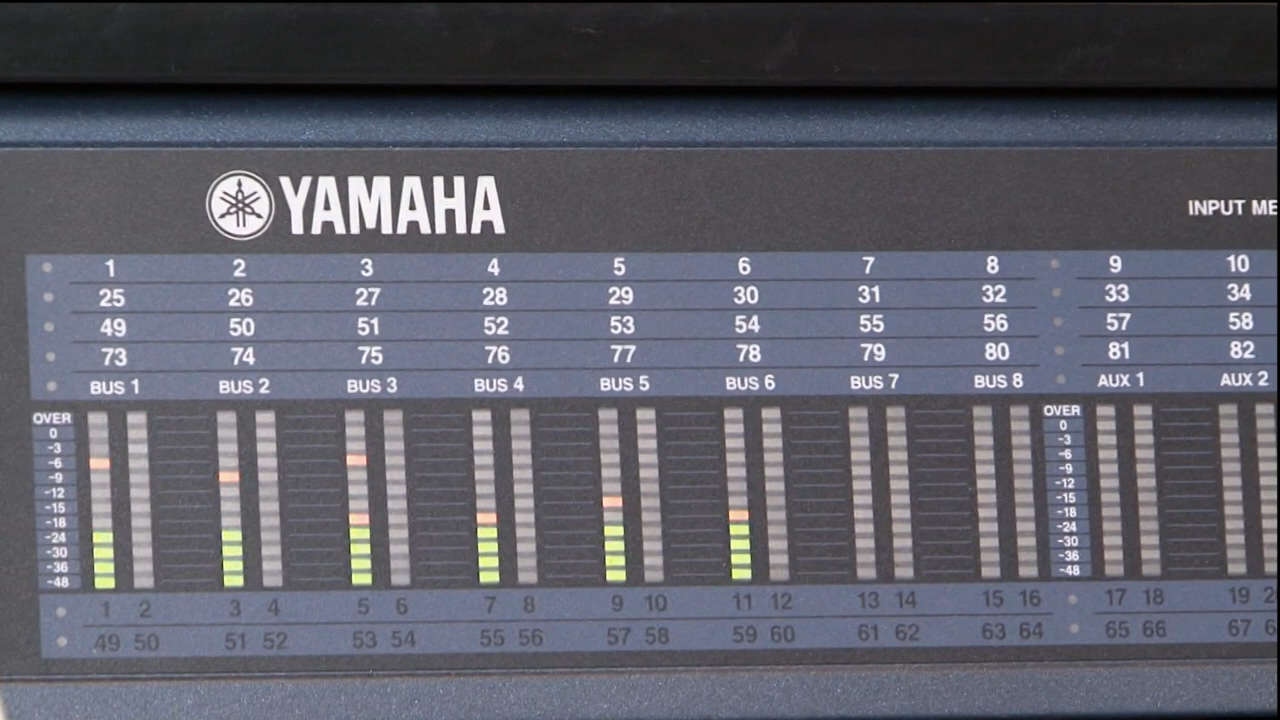 YAMAHA
INPUT ME
1 2 3 4 5 6 7 8 9 10
25 26 27 28 29 30 31 32 33 34
49 50 51 52 53 54 55 56 57 58
73 74 75 76 77 78 79 80 81 82
BUS 1 BUS 2 BUS 3 BUS 4 BUS 5 BUS 6 BUS 7 BUS 8 AUX 1 AUX 2
OVER OVER
0 0
-3 -3
-6 -6
-9 -9
-12 -12
-15 -15
-18 -18
-24 -24
-30 -30
-36 -36
-48 -48
1 2 3 4 5 6 7 8 9 10 11 12 13 14 15 16 17 18 19 2
49 50 51 52 53 54 55 56 57 58 59 60 61 62 63 64 65 66 67 6